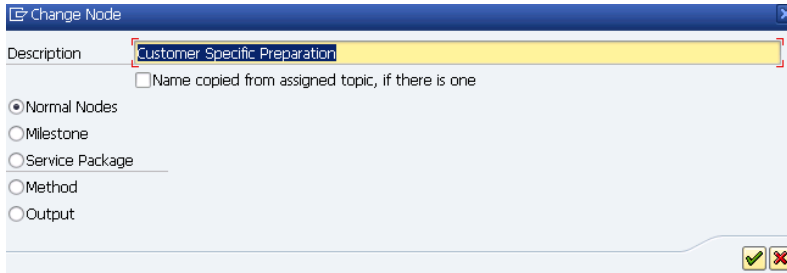 Change Node
Description Customer Specific Preparation
Name copied from assigned topic, if there is one
Normal Nodes
Milestone
Service Package
Method
Output